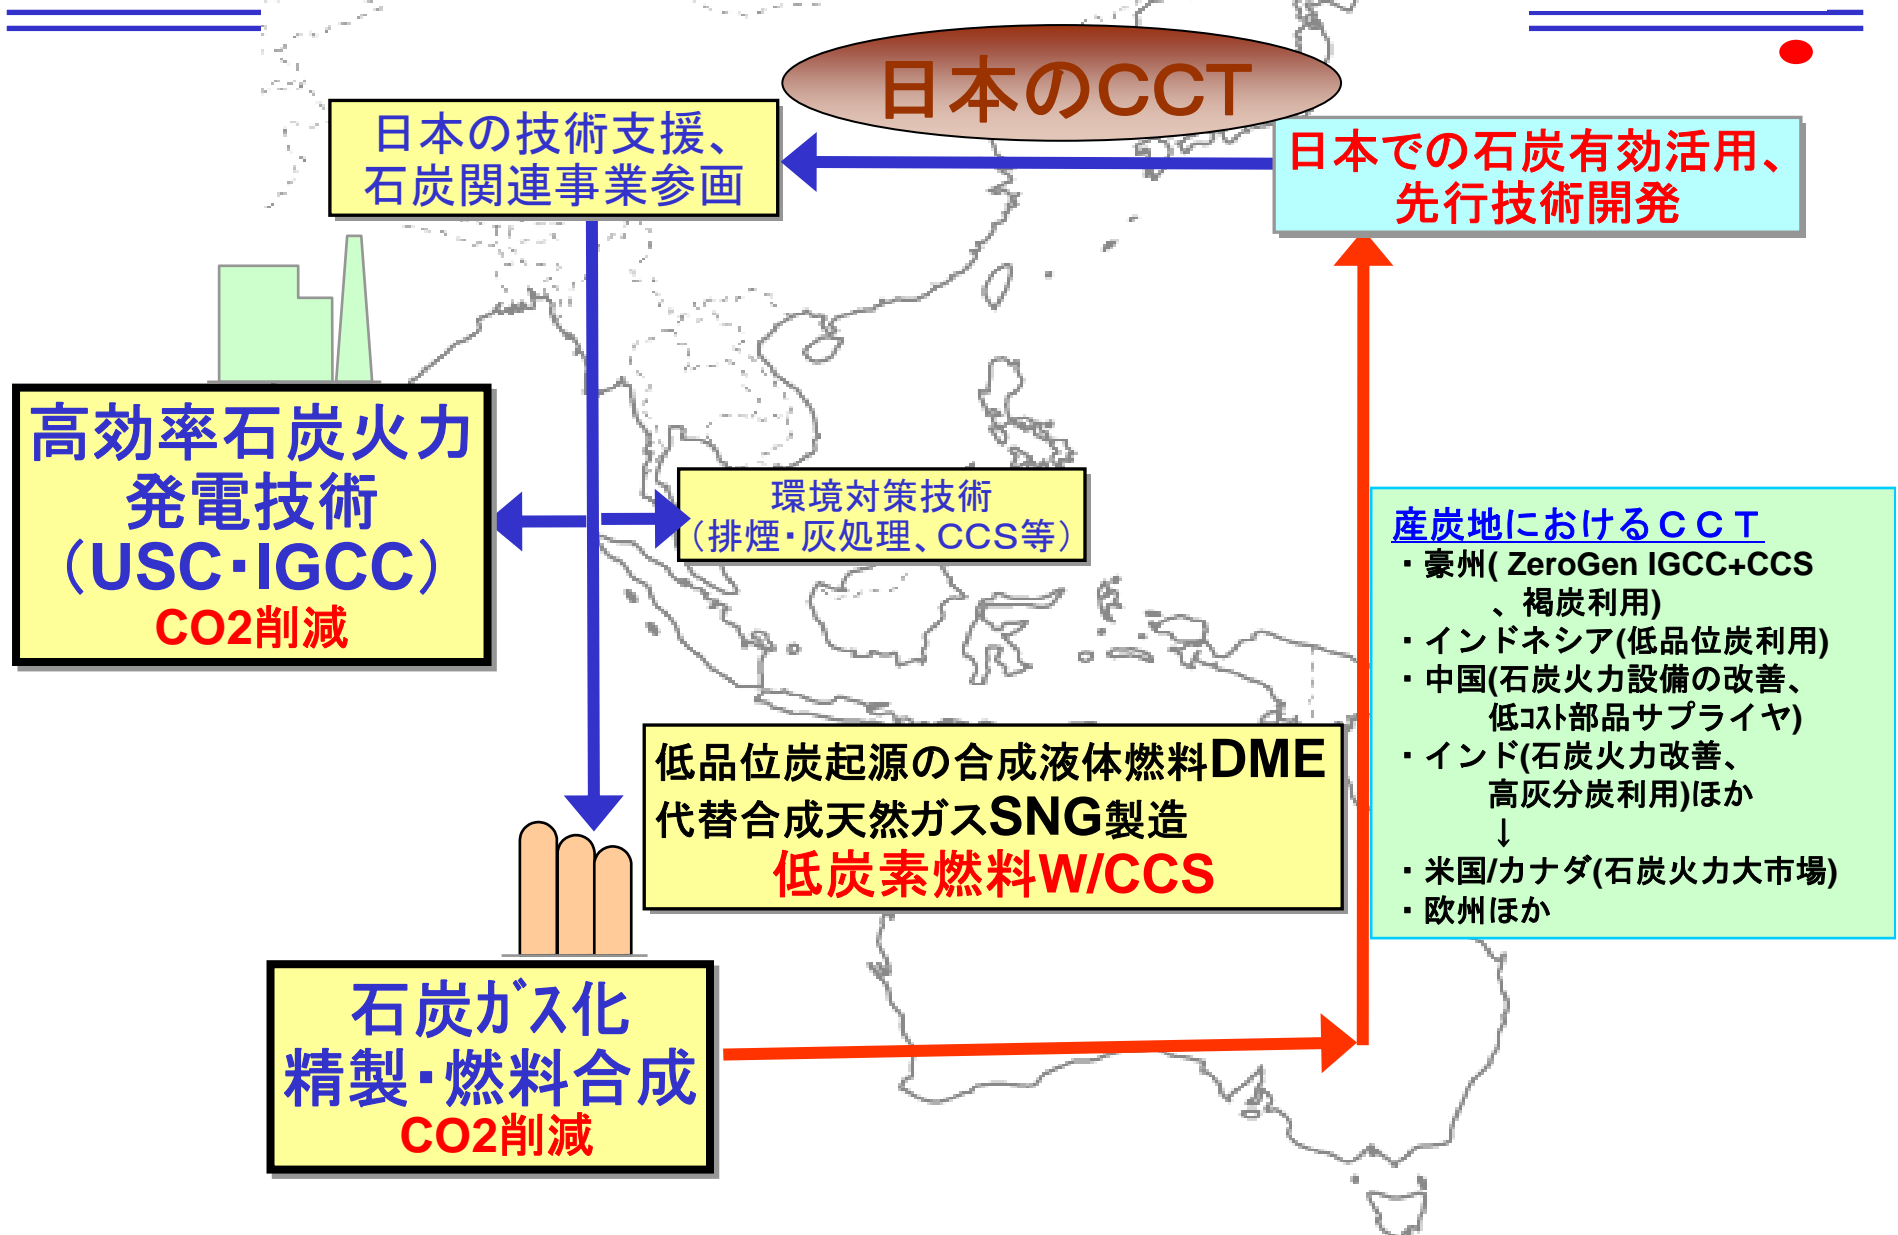 日本のCCT
日本の技術支援、
石炭関連事業参画
日本での石炭有効活用、
先行技術開発
高効率石炭火力
発電技術
（USC・IGCC）
CO2削減
環境対策技術
（排煙・灰処理、CCS等）
産炭地におけるＣＣＴ
・豪州( ZeroGen IGCC+CCS
、褐炭利用)
・インドネシア(低品位炭利用)
・中国(石炭火力設備の改善、
低ｺｽﾄ部品サプライヤ)
・インド(石炭火力改善、
高灰分炭利用)ほか
↓
・米国/カナダ(石炭火力大市場)
・欧州ほか
低品位炭起源の合成液体燃料DME
代替合成天然ガスSNG製造
低炭素燃料W/CCS
石炭ガス化
精製・燃料合成
CO2削減